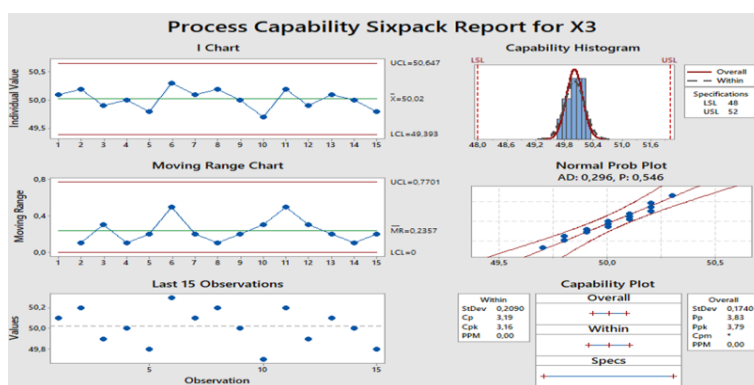 Process Capability Sixpack Report for X3
I Chart
Individual Value
50,5
50,0
49,5
UCL=50.647
X̄=50.02
LCL=49.393
1 2 3 4 5 6 7 8 9 10 11 12 13 14 15
Moving Range Chart
Moving Range
0,8
0,4
0,0
UCL=0.7701
M̅R̅=0.2357
LCL=0
1 2 3 4 5 6 7 8 9 10 11 12 13 14 15
Last 15 Observations
Values
50,2
50,0
49,8
5 10 15
Observation
Capability Histogram
LSL USL
48,0 49,2 49,8 50,4 51,0 51,6
Overall
Within
Specifications
LSL 48
USL 52
Normal Prob Plot
AD: 0,296, P: 0,546
49,5 50,0 50,5
Capability Plot
Within
StDev 0,2090
Cp 3,19
Cpk 3,16
PPM 0,00
Overall
Within
Specs
Overall
StDev 0,1740
Pp 3,83
Ppk 3,79
Cpm *
PPM 0,00